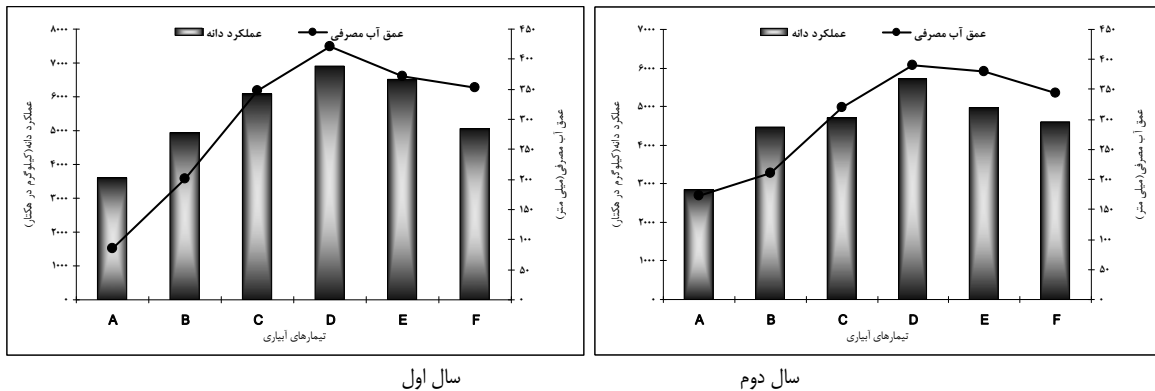 عملکرد دانه
عمق آب مصرفی
عملکرد دانه(کیلوگرم در هکتار)
۸۰۰۰
۷۰۰۰
۶۰۰۰
۵۰۰۰
۴۰۰۰
۳۰۰۰
۲۰۰۰
۱۰۰۰
۰
عمق آب مصرفی(میلی متر)
۴۵۰
۴۰۰
۳۵۰
۳۰۰
۲۵۰
۲۰۰
۱۵۰
۱۰۰
۵۰
۰
A B C D E F
تیمارهای آبیاری
سال اول
عملکرد دانه
عمق آب مصرفی
عملکرد دانه(کیلوگرم در هکتار)
۷۰۰۰
۶۰۰۰
۵۰۰۰
۴۰۰۰
۳۰۰۰
۲۰۰۰
۱۰۰۰
۰
عمق آب مصرفی(میلی متر)
۴۵۰
۴۰۰
۳۵۰
۳۰۰
۲۵۰
۲۰۰
۱۵۰
۱۰۰
۵۰
۰
A B C D E F
تیمارهای آبیاری
سال دوم